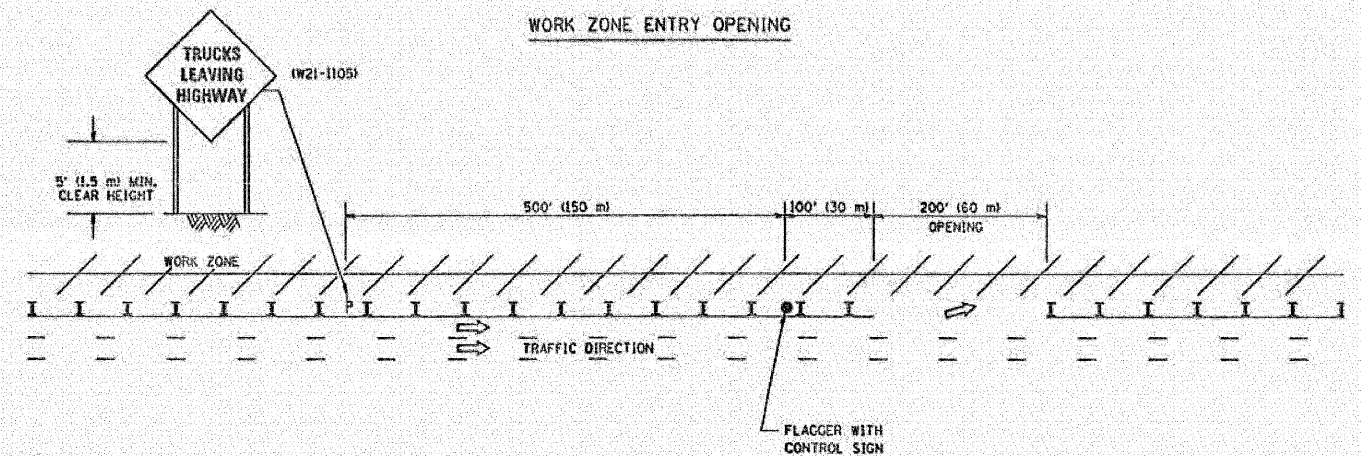 WORK ZONE ENTRY OPENING
TRUCKS
LEAVING
HIGHWAY
(W21-1105)
5' (1.5 m) MIN.
CLEAR HEIGHT
500' (150 m)
100' (30 m)
200' (60 m)
OPENING
WORK ZONE
TRAFFIC DIRECTION
FLAGGER WITH
CONTROL SIGN